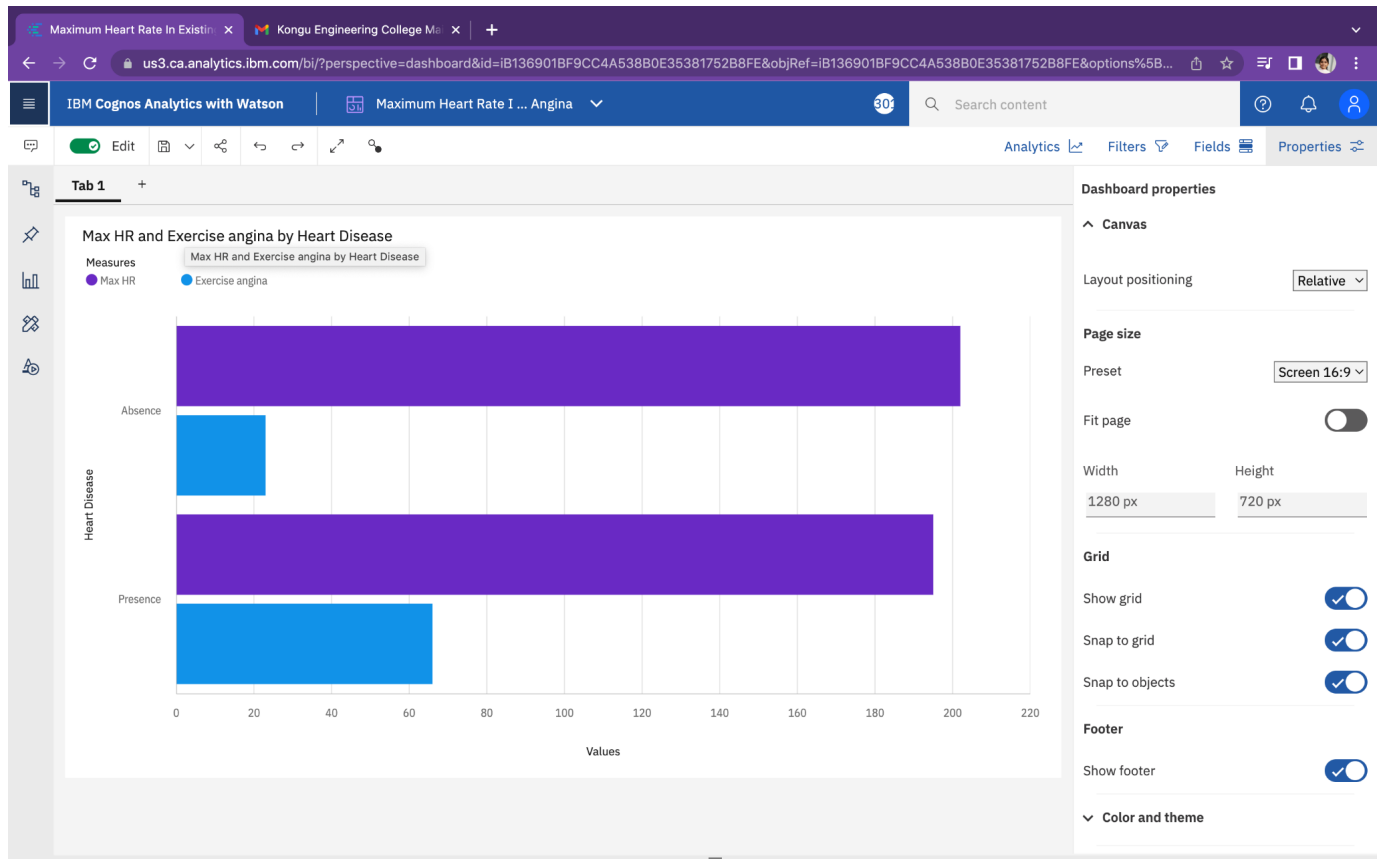 Maximum Heart Rate In Existin
Kongu Engineering College Ma
us3.ca.analytics.ibm.com/bi/?perspective=dashboard&id=iB136901BF9CC4A538B0E35381752B8FE&objRef=iB136901BF9CC4A538B0E35381752B8FE&options%5B...
IBM Cognos Analytics with Watson
Maximum Heart Rate I ... Angina
301
Search content
Edit
Analytics
Filters
Fields
Properties
Tab 1
Max HR and Exercise angina by Heart Disease
Max HR and Exercise angina by Heart Disease
Measures
Max HR
Exercise angina
Absence
Presence
Heart Disease
0 20 40 60 80 100 120 140 160 180 200 220
Values
Dashboard properties
Canvas
Layout positioning
Relative
Page size
Preset
Screen 16:9
Fit page
Width Height
1280 px 720 px
Grid
Show grid
Snap to grid
Snap to objects
Footer
Show footer
Color and theme